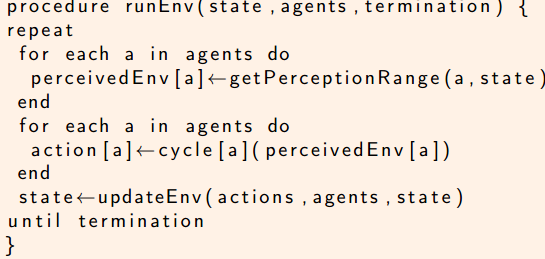 procedure runEnv(state,agents,termination) {
repeat
for each a in agents do
perceivedEnv[a]←getPerceptionRange(a,state)
end
for each a in agents do
action[a]←cycle[a](perceivedEnv[a])
end
state←updateEnv(actions,agents,state)
until termination
}